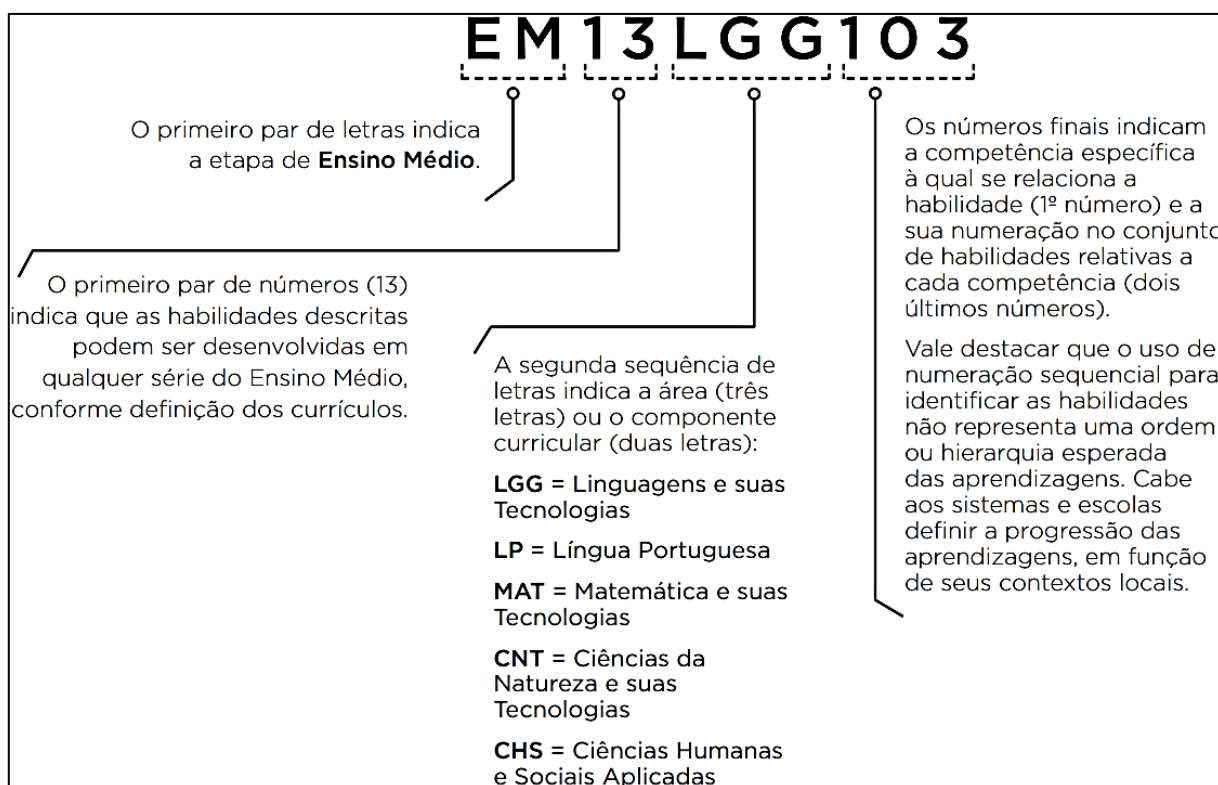 EM13LGG103
O primeiro par de letras indica
a etapa de Ensino Médio.
O primeiro par de números (13)
indica que as habilidades descritas
podem ser desenvolvidas em
qualquer série do Ensino Médio,
conforme definição dos currículos.
A segunda sequência de
letras indica a área (três
letras) ou o componente
curricular (duas letras):
LGG = Linguagens e suas
Tecnologias
LP = Língua Portuguesa
MAT = Matemática e suas
Tecnologias
CNT = Ciências da
Natureza e suas
Tecnologias
CHS = Ciências Humanas
e Sociais Aplicadas
Os números finais indicam
a competência específica
à qual se relaciona a
habilidade (1º número) e a
sua numeração no conjunto
de habilidades relativas a
cada competência (dois
últimos números).
Vale destacar que o uso de
numeração sequencial para
identificar as habilidades
não representa uma ordem
ou hierarquia esperada
das aprendizagens. Cabe
aos sistemas e escolas
definir a progressão das
aprendizagens, em função
de seus contextos locais.